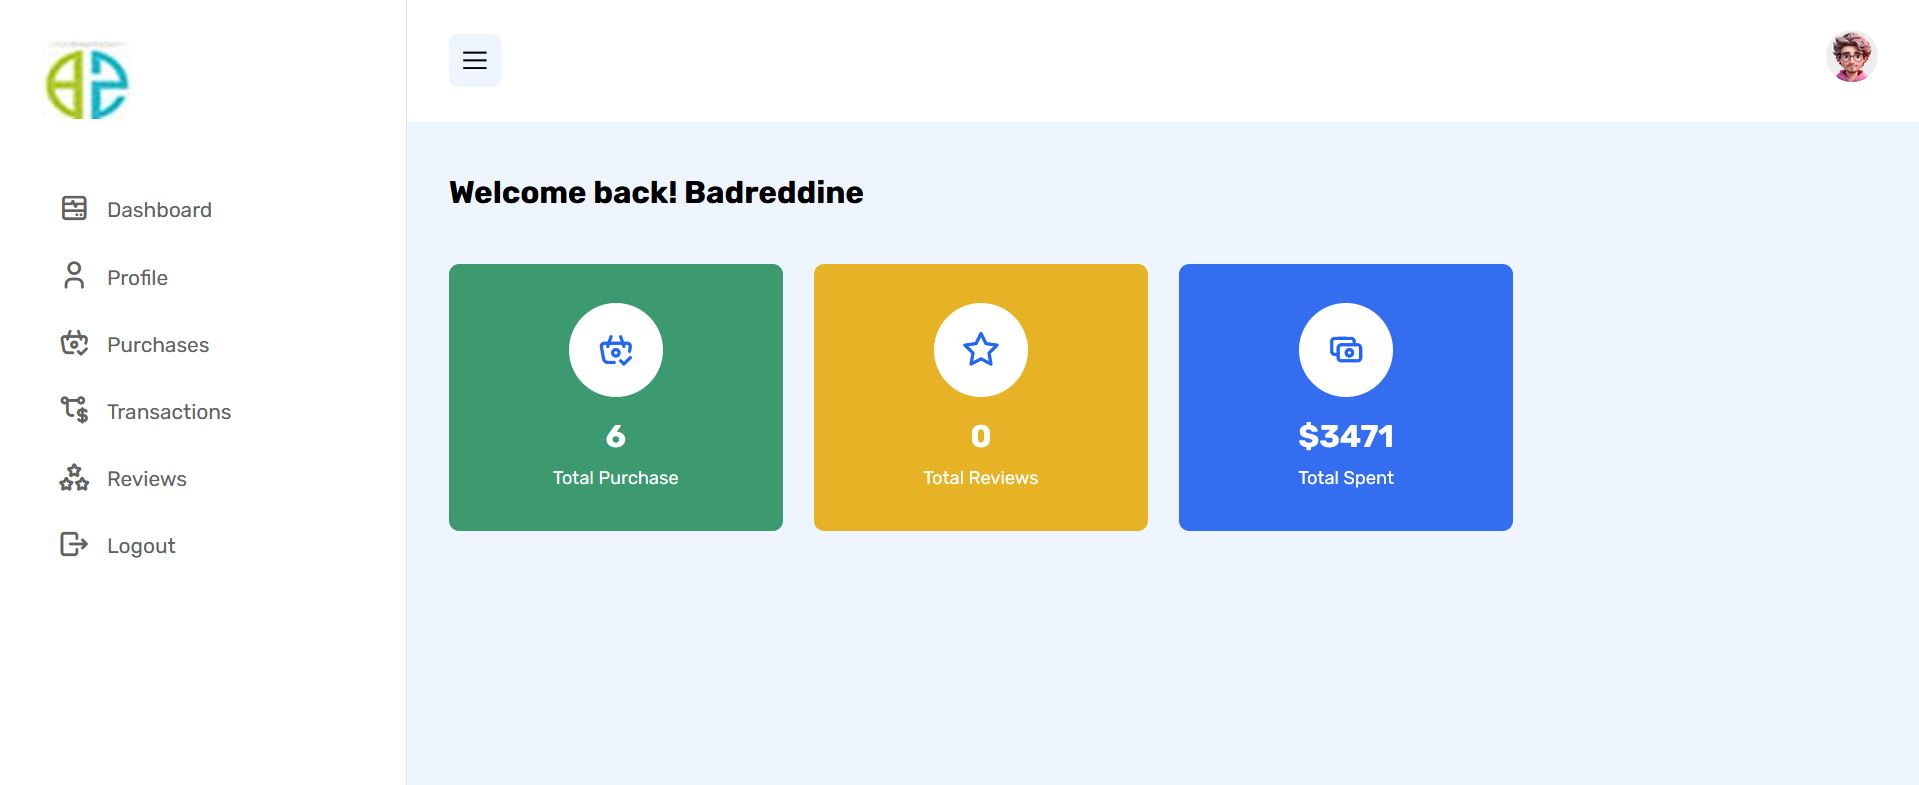 Dashboard
Profile
Purchases
Transactions
Reviews
Logout
Welcome back! Badreddine
6
Total Purchase
0
Total Reviews
$3471
Total Spent